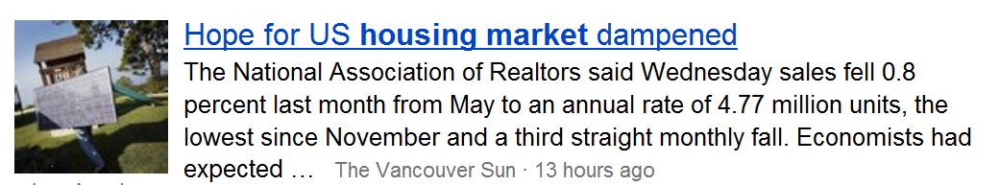 Hope for US housing market dampened
The National Association of Realtors said Wednesday sales fell 0.8
percent last month from May to an annual rate of 4.77 million units, the
lowest since November and a third straight monthly fall. Economists had
expected … The Vancouver Sun · 13 hours ago